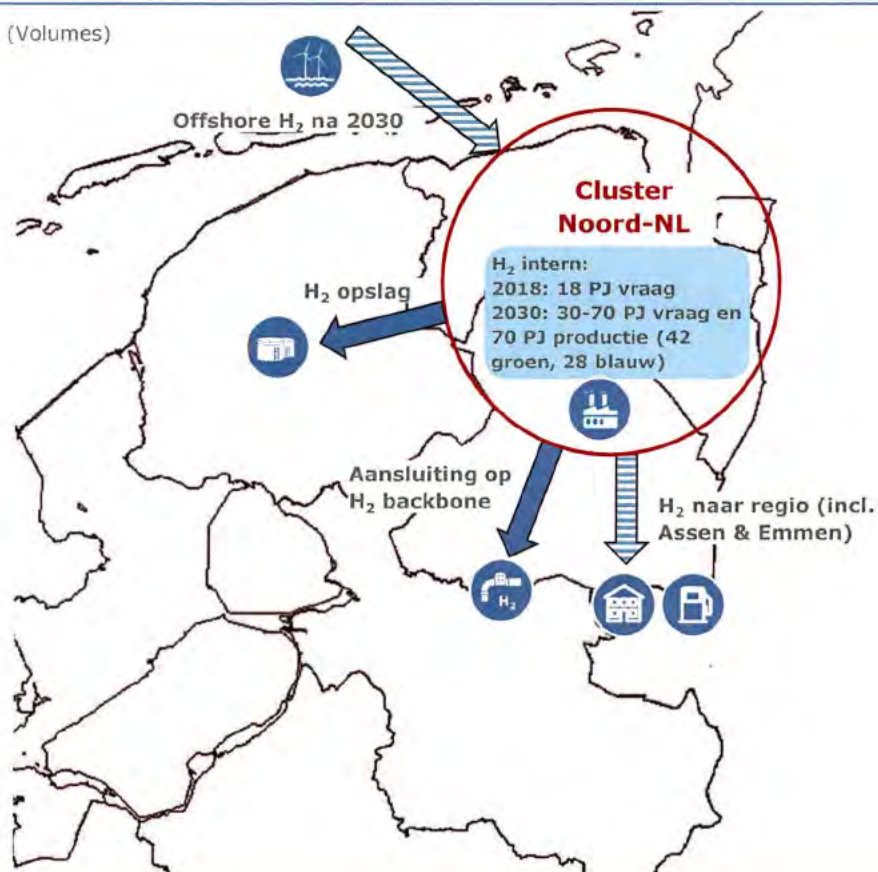 (Volumes)
Offshore H₂ na 2030
Cluster
Noord-NL
H₂ intern:
2018: 18 PJ vraag
2030: 30-70 PJ vraag en
70 PJ productie (42
groen, 28 blauw)
H₂ opslag
Aansluiting op
H₂ backbone
H₂ naar regio (incl.
Assen & Emmen)
H₂